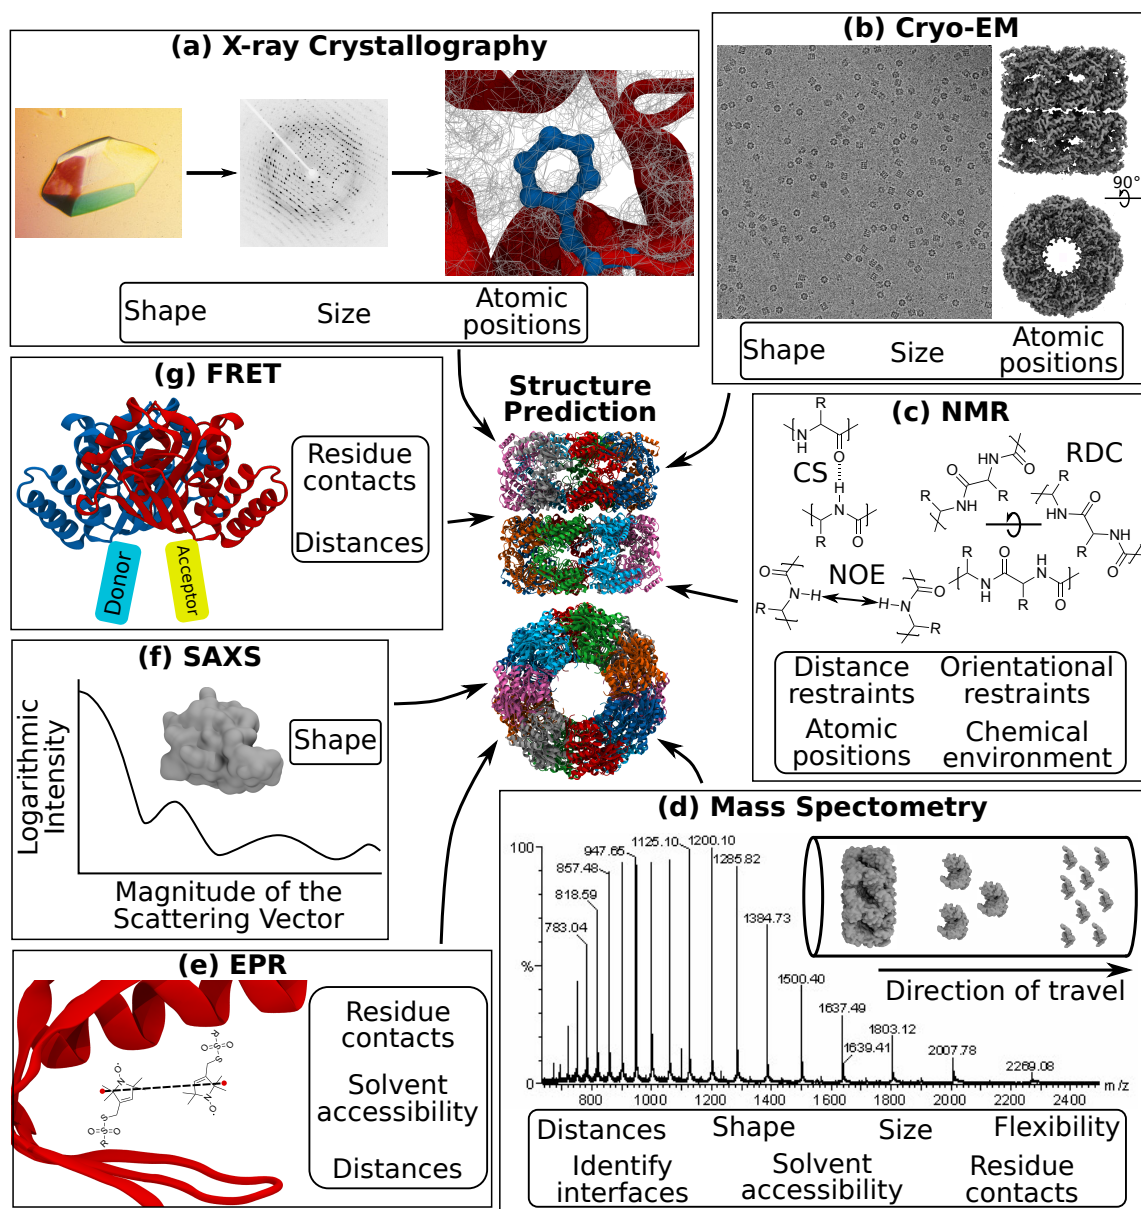 (a) X-ray Crystallography
Shape
Size
Atomic
positions
(b) Cryo-EM
90°
Shape
Size
Atomic
positions
(g) FRET
Residue
contacts
Distances
Donor
Acceptor
Structure
Prediction
(c) NMR
R
N
H
O
CS
H
N
R
O
RDC
O
H
N
R
O
NH
R
O
NH
R
N
H
O
NOE
O
N
H
R
H
N
R
O
R
H
N
O
R
H
N
O
Distance
restraints
Orientational
restraints
Atomic
positions
Chemical
environment
(f) SAXS
Shape
Logarithmic
Intensity
Magnitude of the
Scattering Vector
(d) Mass Spectometry
100
%
0
783.04
818.59
857.48
947.65
1125.10
1200.10
1285.82
1384.73
1500.40
1637.49
1639.41
1803.12
2007.78
2269.08
800
1000
1200
1400
1600
1800
2000
2200
2400
m/z
Direction of travel
Distances
Shape
Size
Flexibility
Identify
interfaces
Solvent
accessibility
Residue
contacts
(e) EPR
R
O
S
O
S
N
O
N
O
S
O
S
O
R
Residue
contacts
Solvent
accessibility
Distances